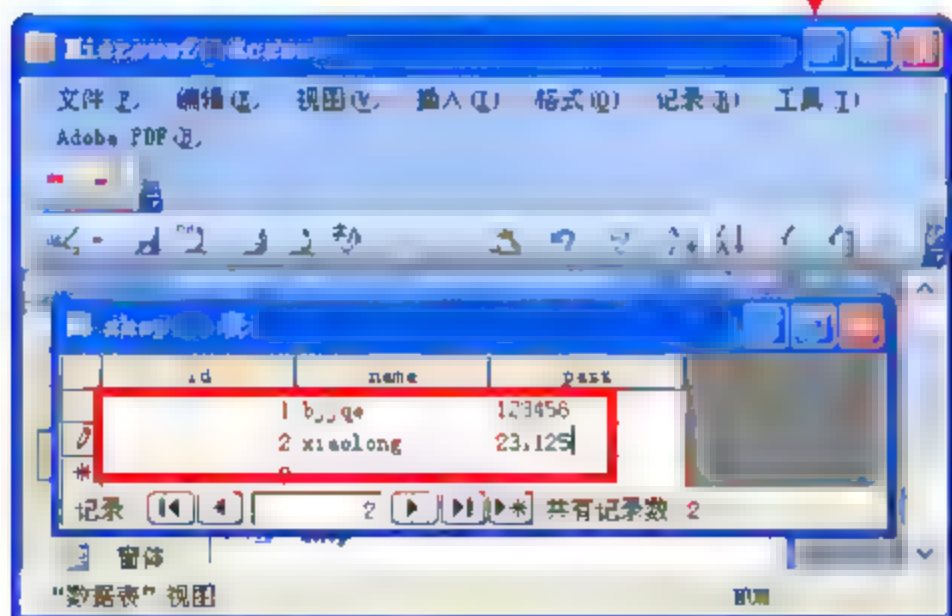 文件 编辑(E) 视图(V) 插入(I) 格式(O) 记录(R) 工具(T)
Adobe PDF(B)
id name pass
1 bjjqe 123456
2 xiaolong 23,125
记录 2 共有记录数 2
窗体
"数据表"视图